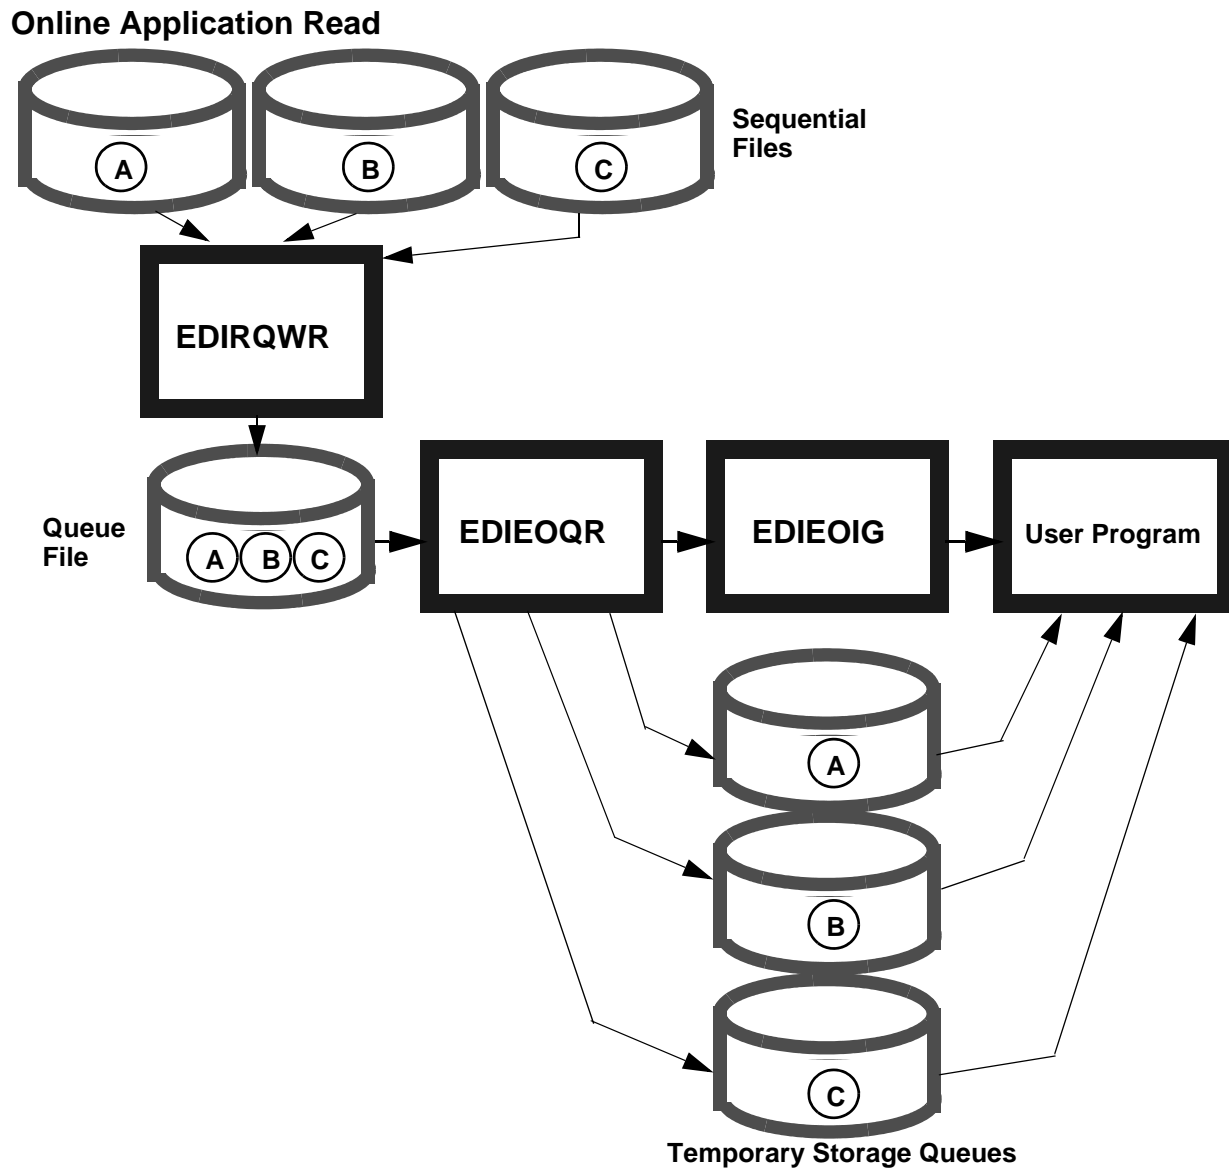 Online Application Read
Sequential
Files
A
B
C
EDIRQWR
Queue
File
A B C
EDIEOQR
EDIEOIG
User Program
A
B
C
Temporary Storage Queues